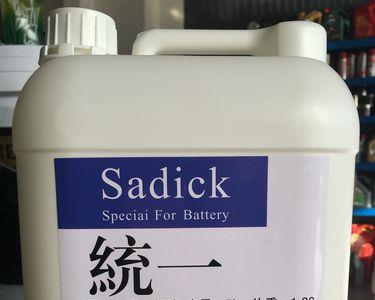 Sadick
Speciai For Battery
統一